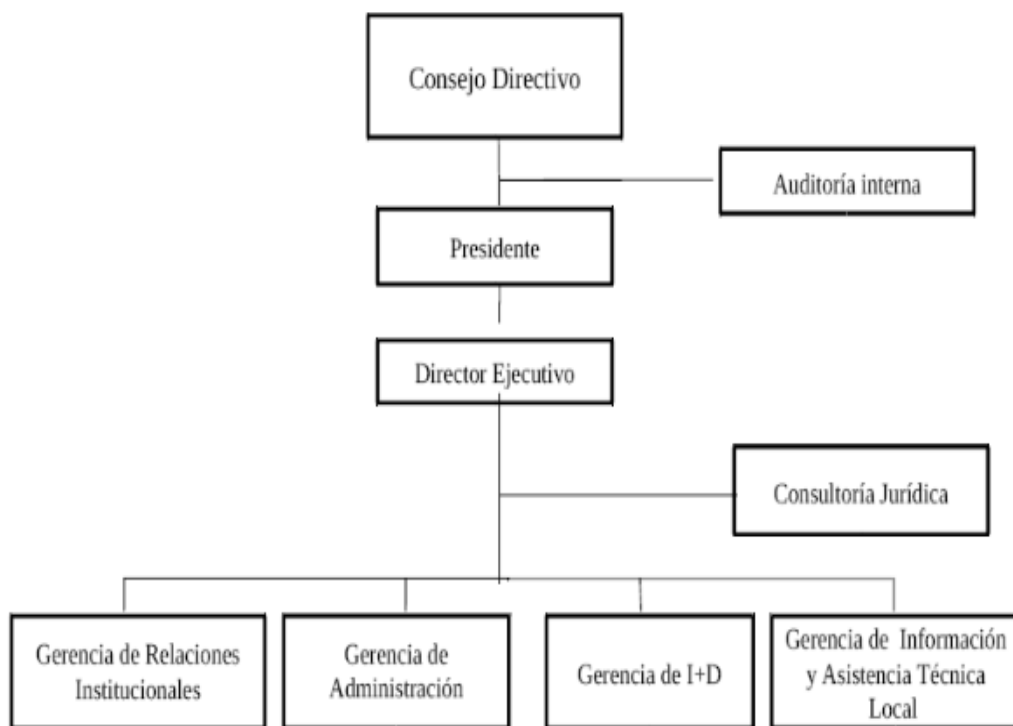 Consejo Directivo
Auditoría interna
Presidente
Director Ejecutivo
Consultoría Jurídica
Gerencia de Relaciones
Institucionales
Gerencia de
Administración
Gerencia de I+D
Gerencia de Información
y Asistencia Técnica
Local